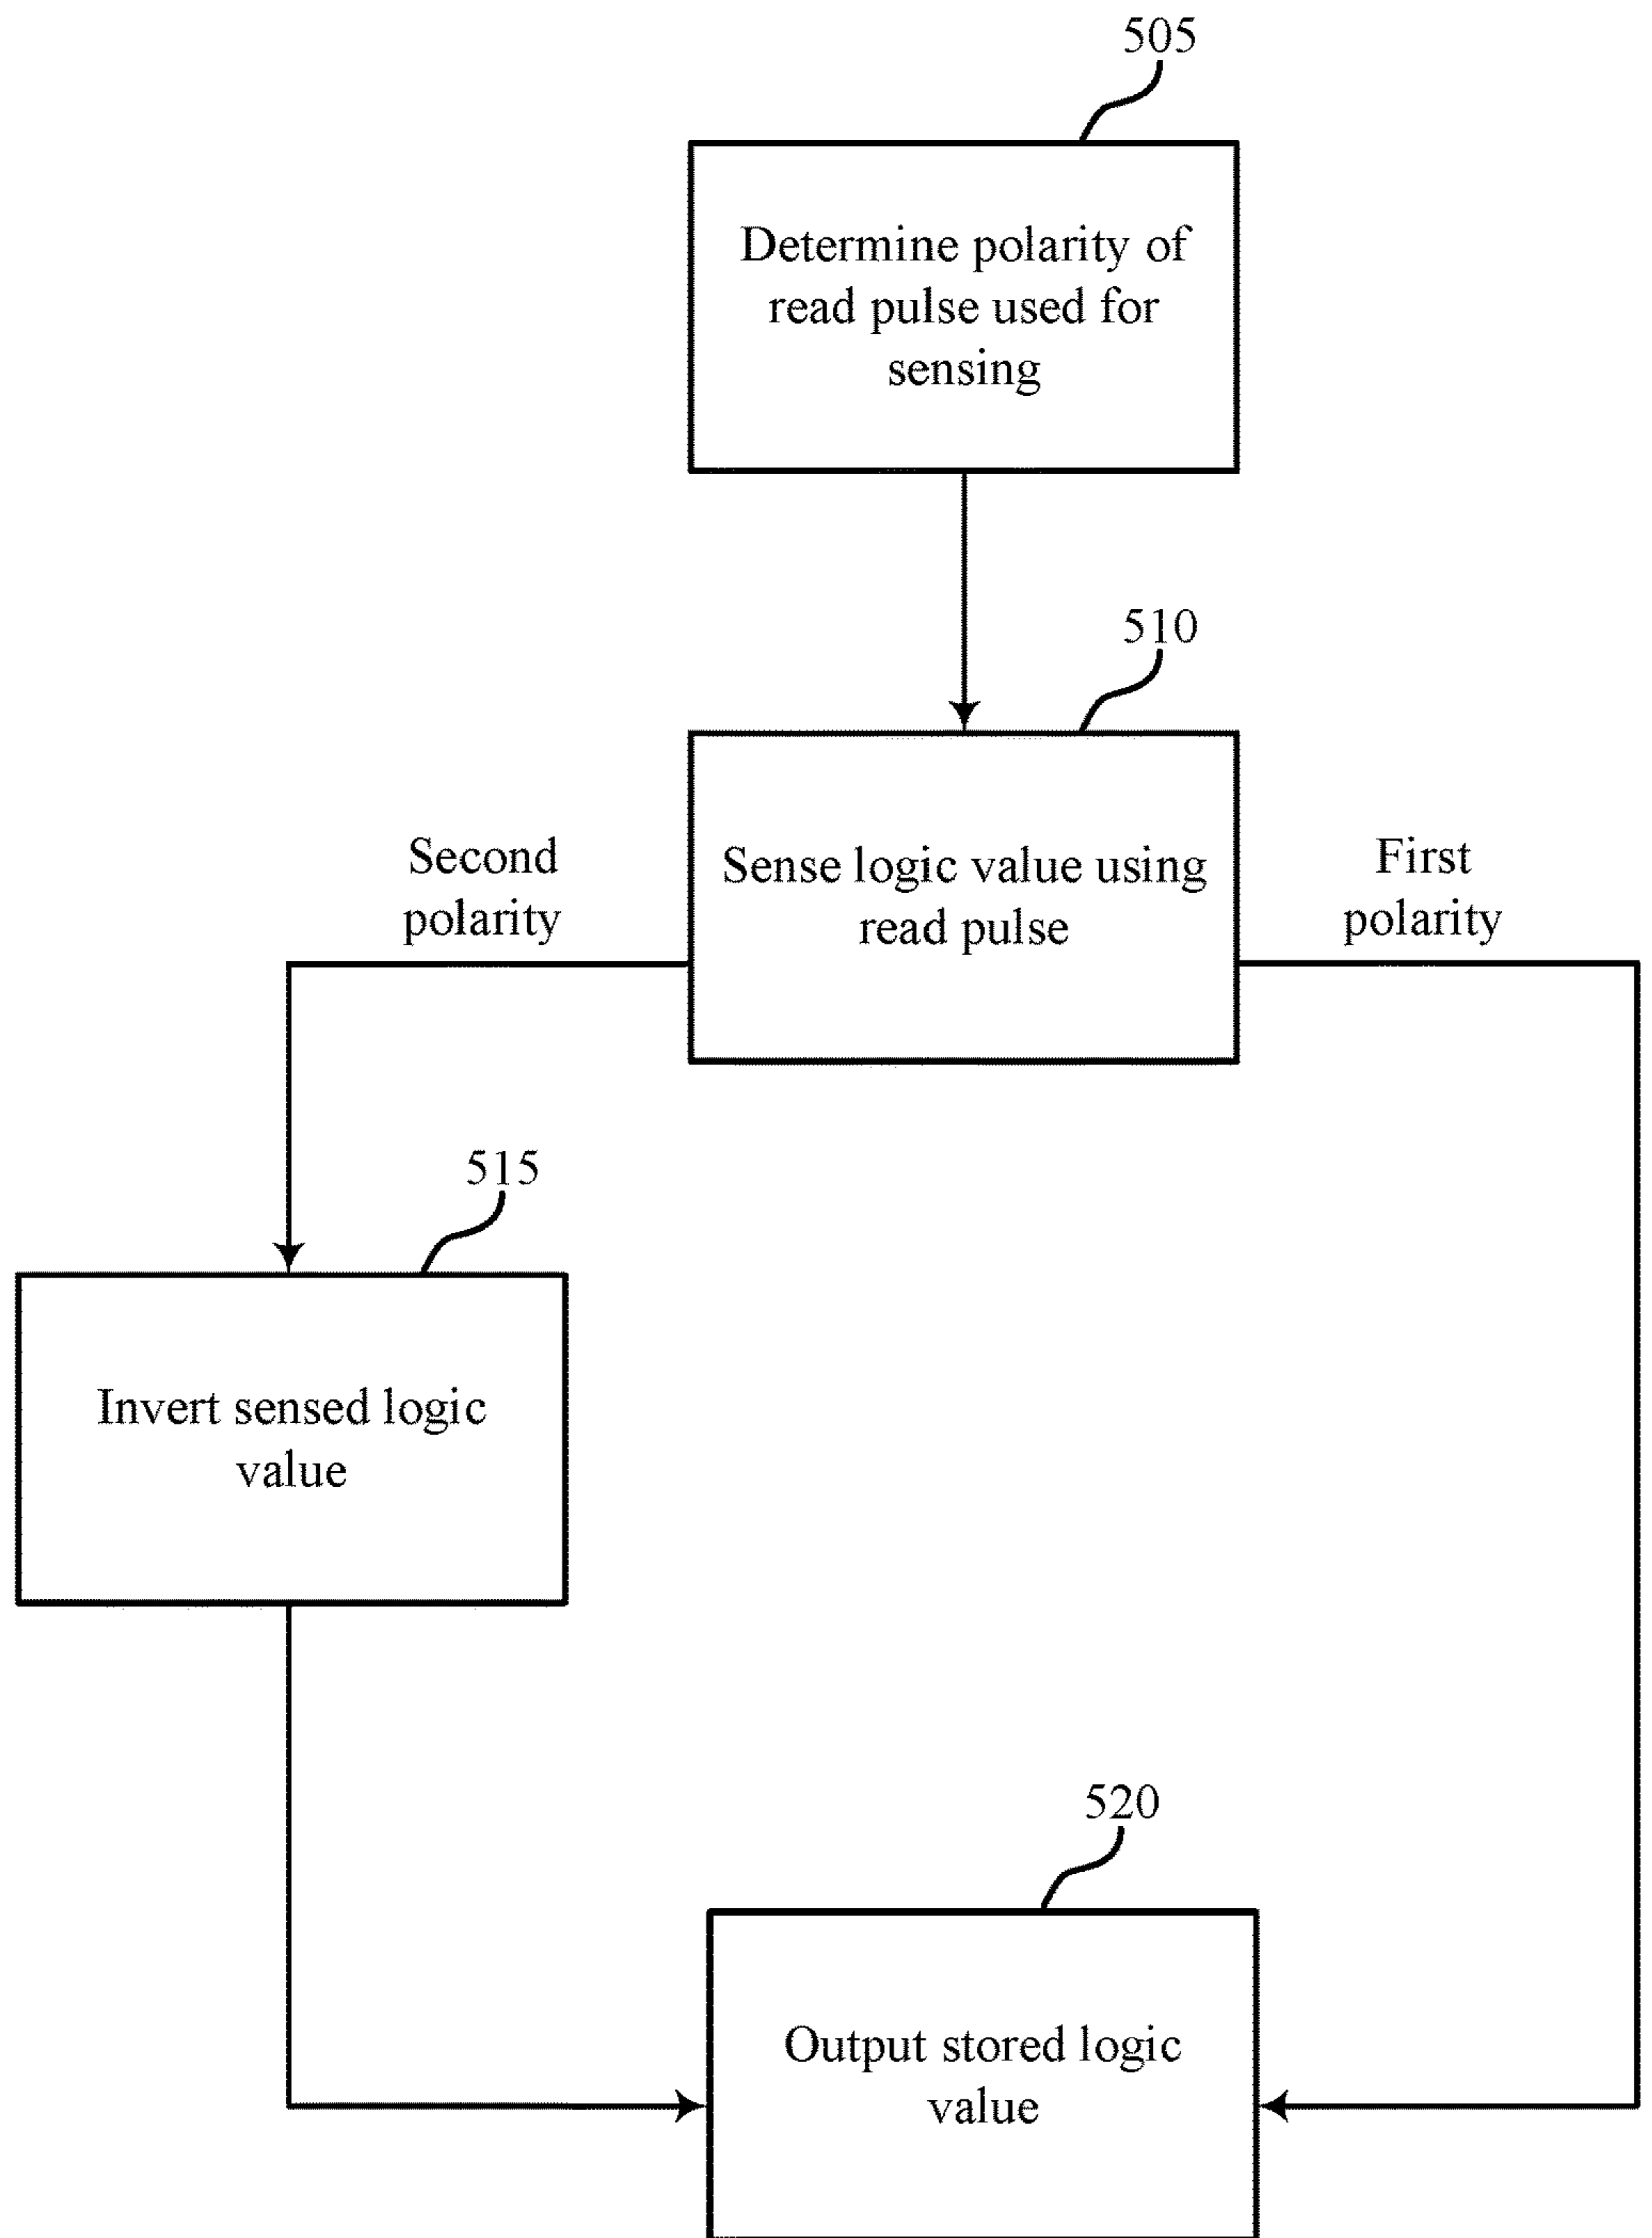 505
Determine polarity of
read pulse used for
sensing
510
Second
polarity
Sense logic value using
read pulse
First
polarity
515
Invert sensed logic
value
520
Output stored logic
value